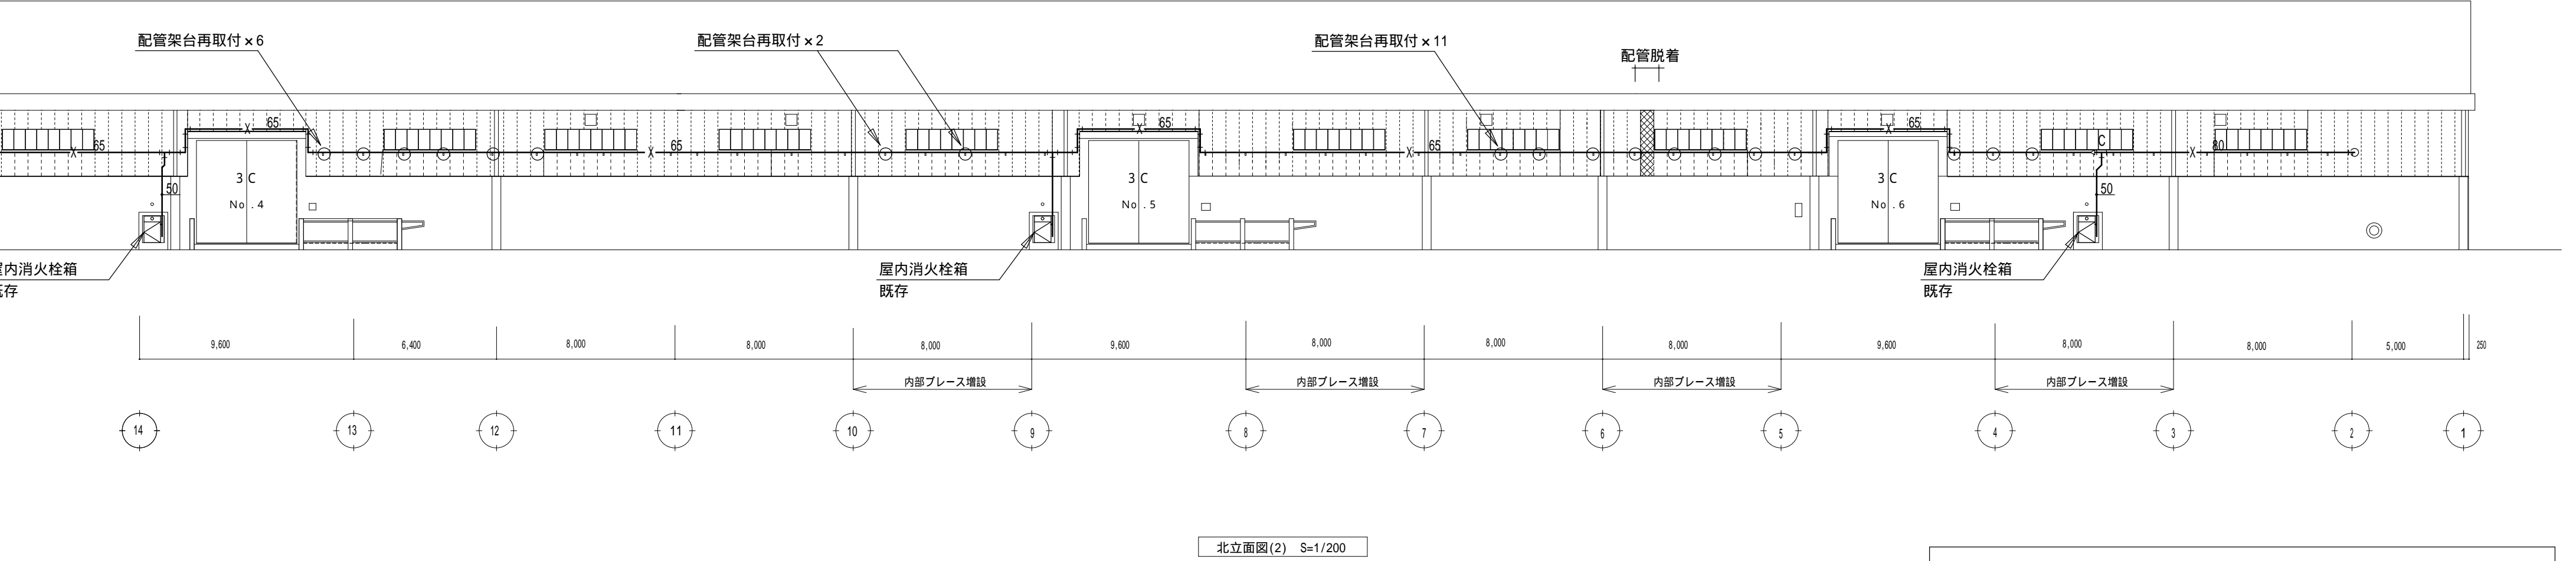 配管架台再取付×6
配管架台再取付×2
配管架台再取付×11
配管脱着
65
65
65
65
65
65
80
C
50
50
3C
No.4
3C
No.5
3C
No.6
屋内消火栓箱
既存
屋内消火栓箱
既存
屋内消火栓箱
既存
9,600
6,400
8,000
8,000
8,000
9,600
8,000
8,000
8,000
9,600
8,000
8,000
5,000
250
内部ブレース増設
内部ブレース増設
内部ブレース増設
内部ブレース増設
14
13
12
11
10
9
8
7
6
5
4
3
2
1
北立面図(2) S=1/200